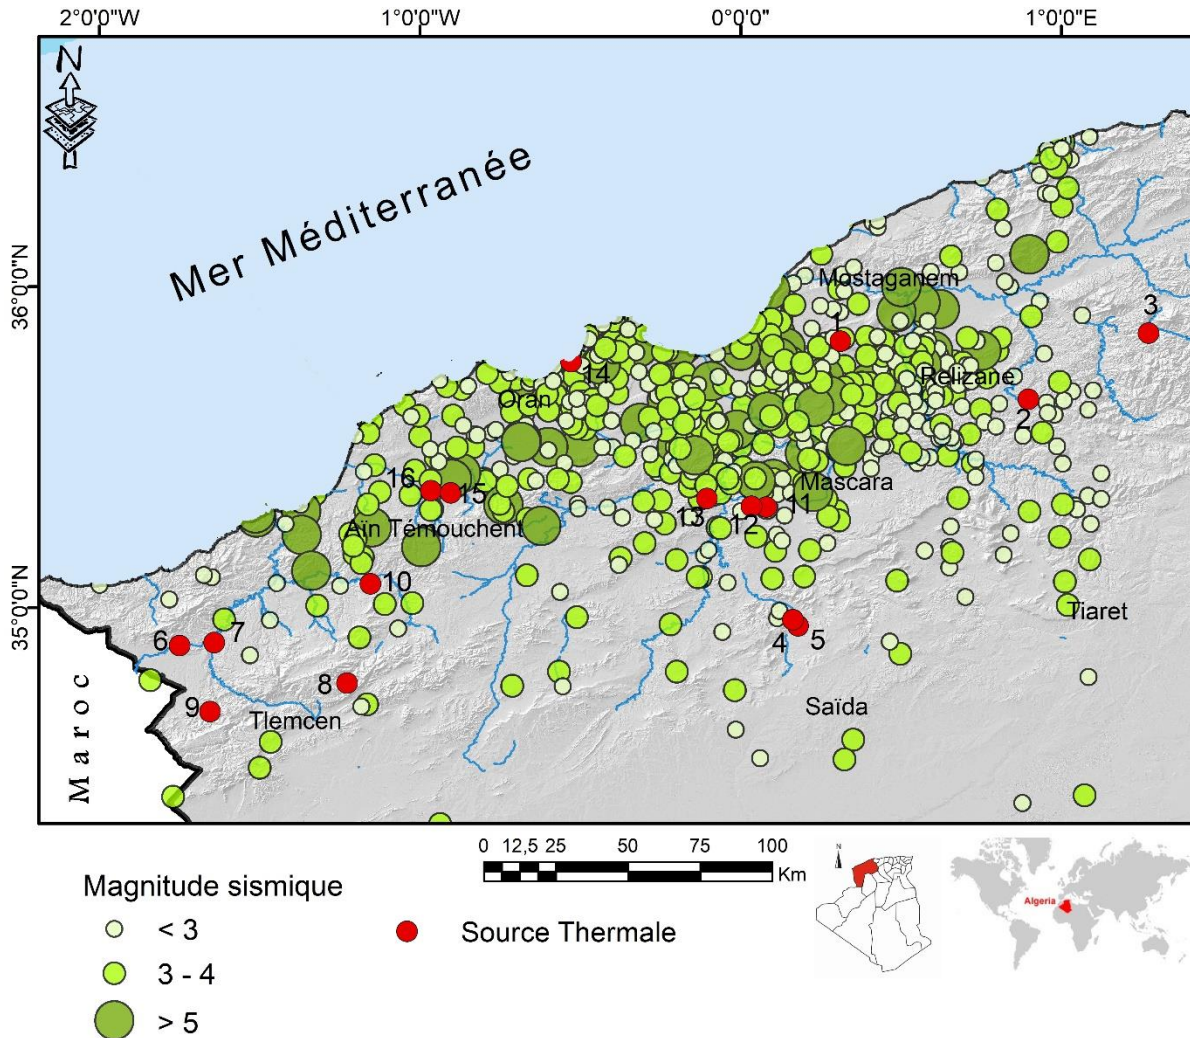 2°0'0"W 1°0'0"W 0°0'0" 1°0'0"E
N
Mer Méditerranée
36°0'0"N
35°0'0"N
Mostaganem
1
3
14
Relizane
2
Oran
16
15
Mascara
13
12
11
Aïn Témouchent
10
Tiaret
6
7
4
5
8
9
Tlemcen
Saïda
Maroc
0 12,5 25 50 75 100
Km
Magnitude sismique
< 3
3 - 4
> 5
Source Thermale
N
Algeria